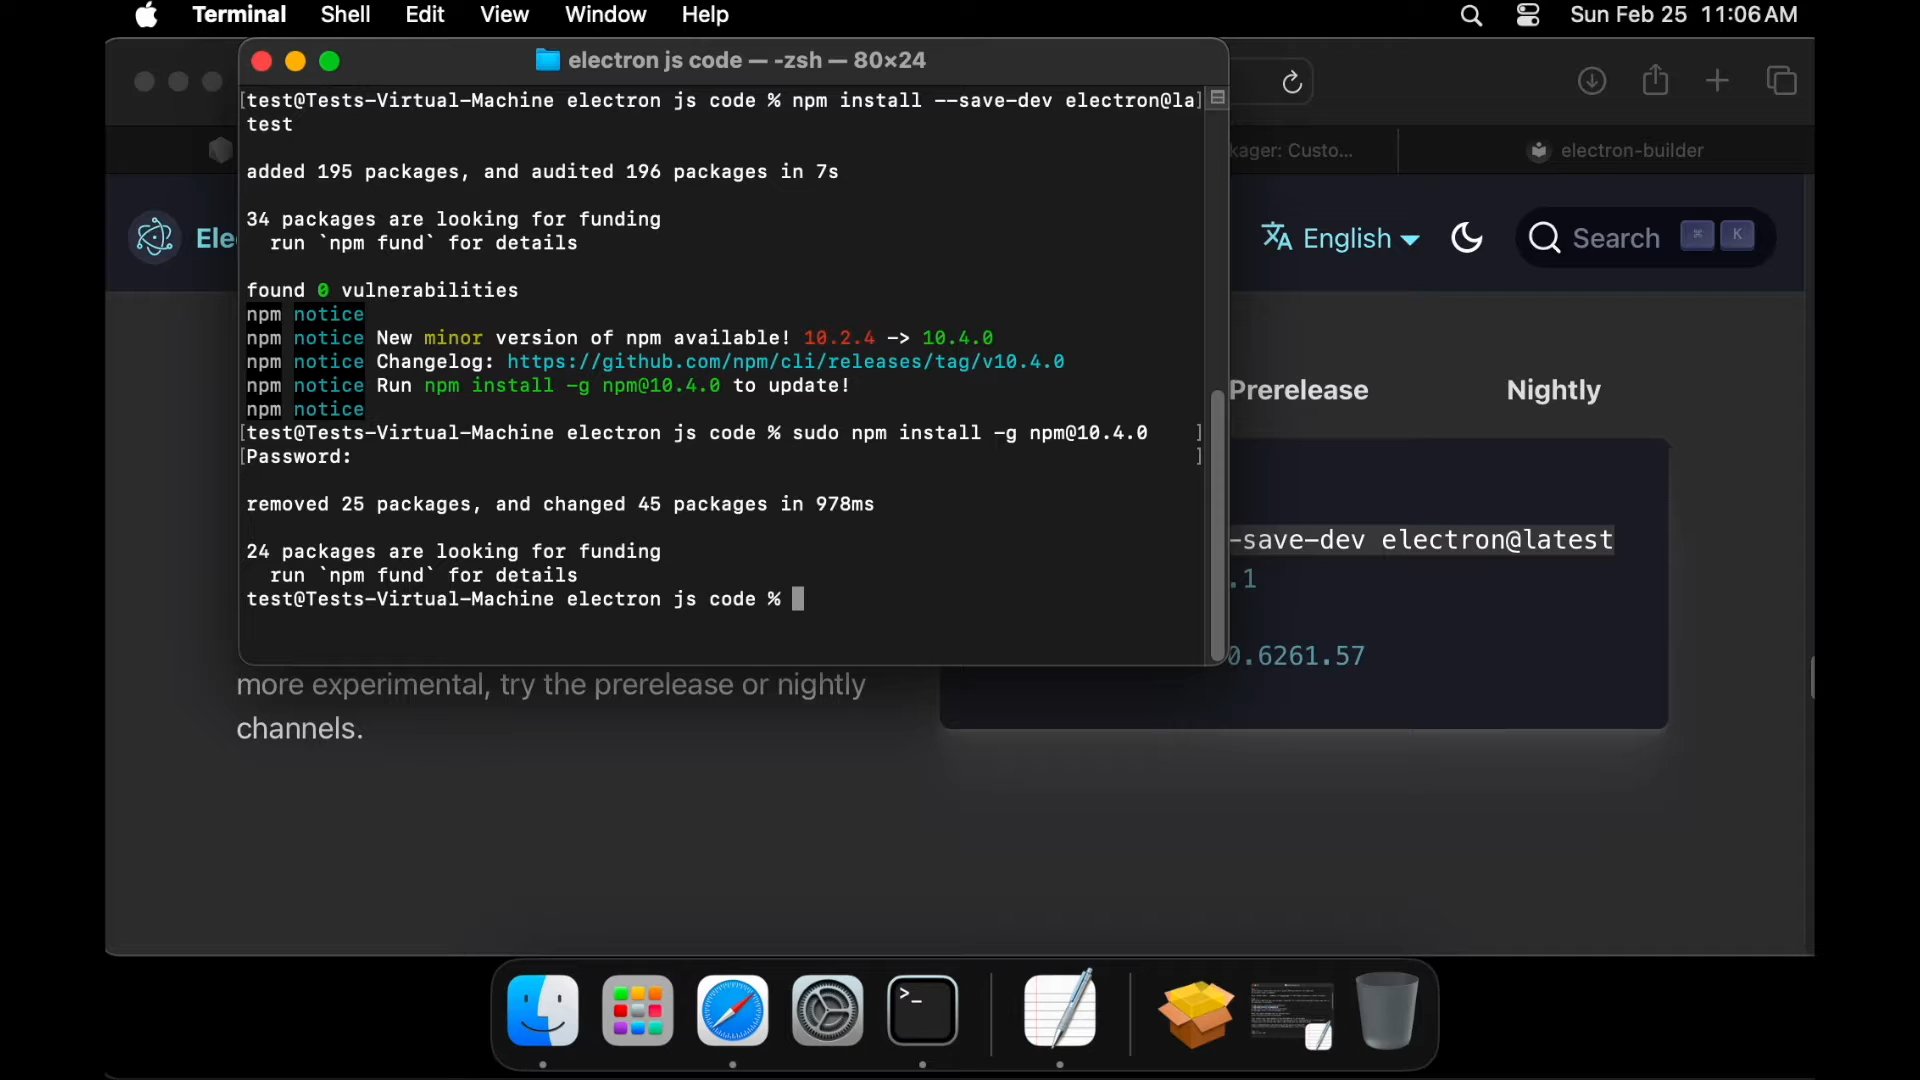 Terminal Shell Edit View Window Help Sun Feb 25 11:06 AM
electron js code — -zsh — 80×24
[test@Tests-Virtual-Machine electron js code % npm install --save-dev electron@la]
test
added 195 packages, and audited 196 packages in 7s
34 packages are looking for funding
run `npm fund` for details
found 0 vulnerabilities
npm notice
npm notice New minor version of npm available! 10.2.4 -> 10.4.0
npm notice Changelog: https://github.com/npm/cli/releases/tag/v10.4.0
npm notice Run npm install -g npm@10.4.0 to update!
npm notice
[test@Tests-Virtual-Machine electron js code % sudo npm install -g npm@10.4.0 ]
[Password: ]
removed 25 packages, and changed 45 packages in 978ms
24 packages are looking for funding
run `npm fund` for details
test@Tests-Virtual-Machine electron js code %
kager: Custo... electron-builder
Ele English Search ⌘ K
Prerelease Nightly
-save-dev electron@latest
.1
0.6261.57
more experimental, try the prerelease or nightly
channels.
>_